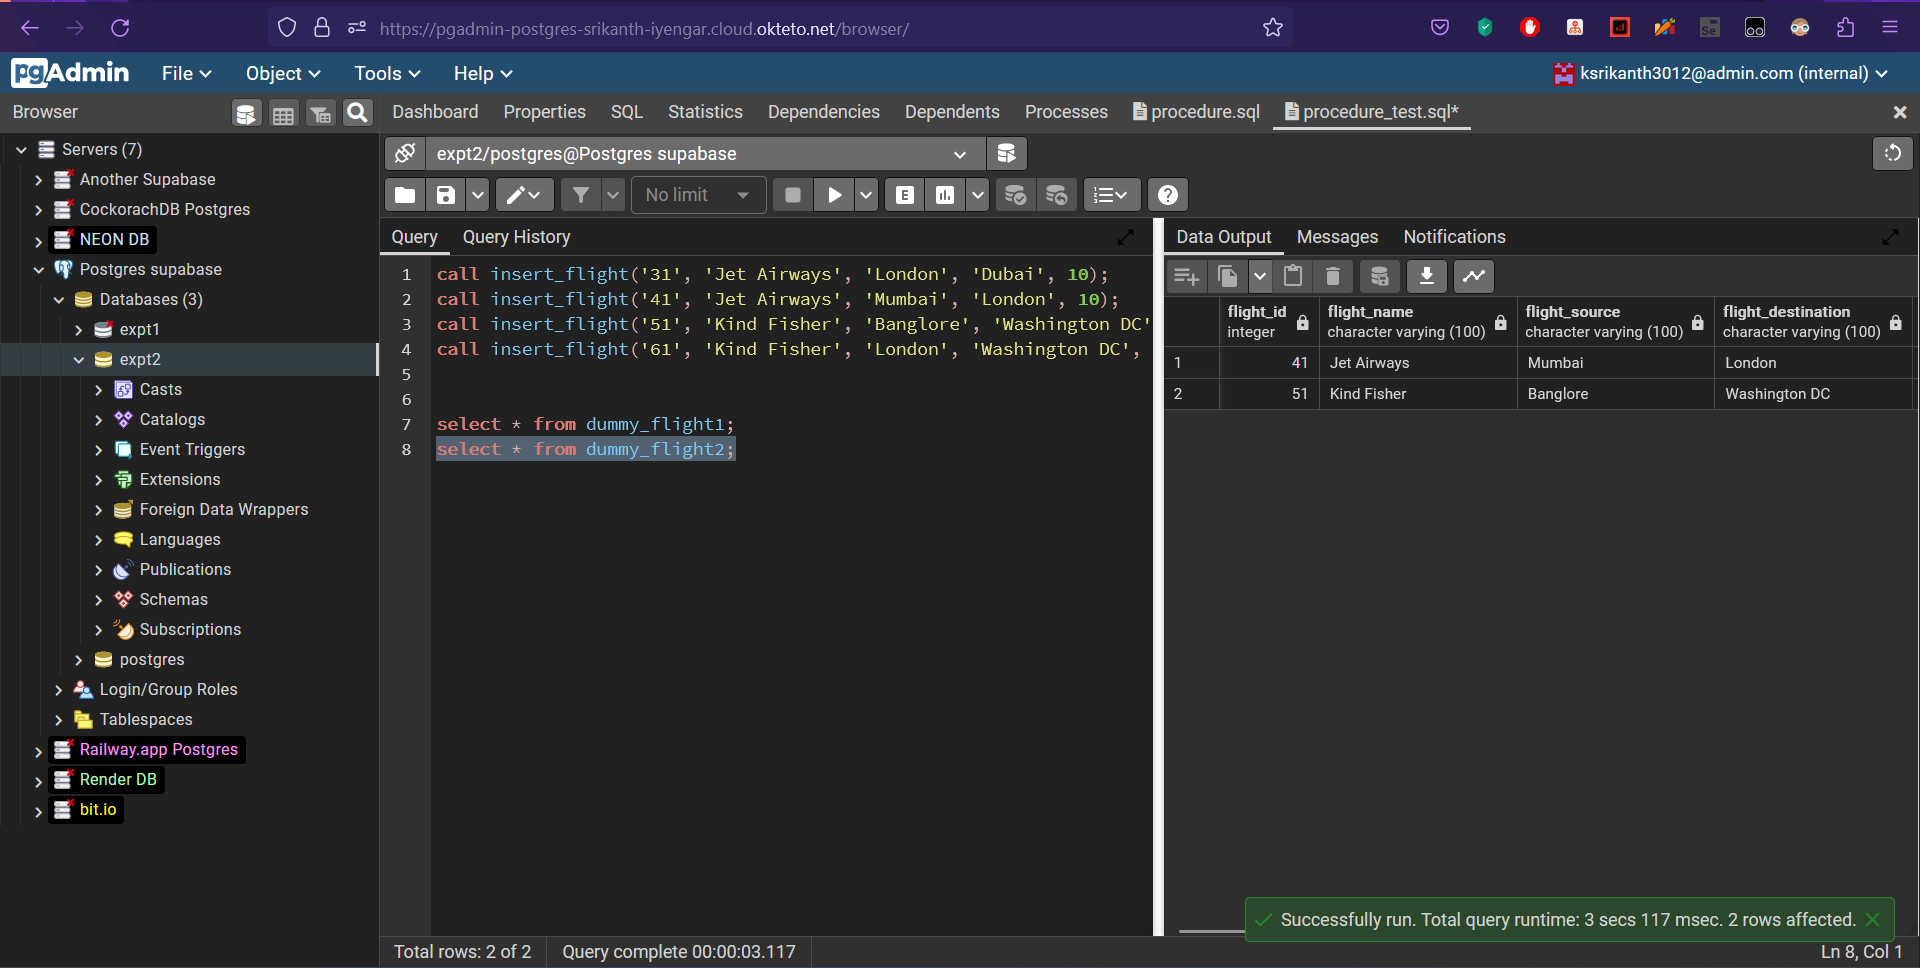 https://pgadmin-postgres-srikanth-iyengar.cloud.okteto.net/browser/
pgAdmin File Object Tools Help ksrikanth3012@admin.com (internal)
Browser
Dashboard Properties SQL Statistics Dependencies Dependents Processes procedure.sql procedure_test.sql*
Servers (7)
Another Supabase
CockorachDB Postgres
NEON DB
Postgres supabase
Databases (3)
expt1
expt2
Casts
Catalogs
Event Triggers
Extensions
Foreign Data Wrappers
Languages
Publications
Schemas
Subscriptions
postgres
Login/Group Roles
Tablespaces
Railway.app Postgres
Render DB
bit.io
expt2/postgres@Postgres supabase
No limit E ?
Query Query History
1 call insert_flight('31', 'Jet Airways', 'London', 'Dubai', 10);
2 call insert_flight('41', 'Jet Airways', 'Mumbai', 'London', 10);
3 call insert_flight('51', 'Kind Fisher', 'Banglore', 'Washington DC'
4 call insert_flight('61', 'Kind Fisher', 'London', 'Washington DC',
5
6
7 select * from dummy_flight1;
8 select * from dummy_flight2;
Data Output Messages Notifications
flight_id flight_name flight_source flight_destination
integer character varying (100) character varying (100) character varying (100)
1 41 Jet Airways Mumbai London
2 51 Kind Fisher Banglore Washington DC
Successfully run. Total query runtime: 3 secs 117 msec. 2 rows affected.
Total rows: 2 of 2 Query complete 00:00:03.117 Ln 8, Col 1